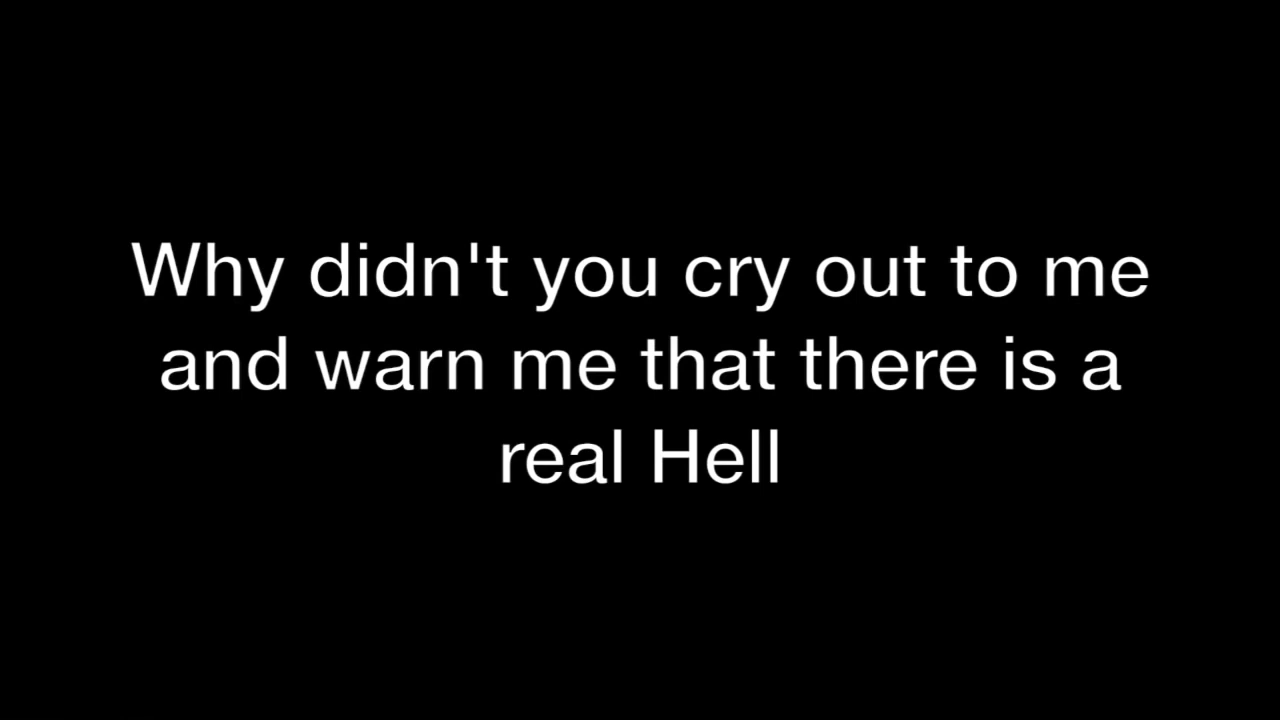 Why didn't you cry out to me
and warn me that there is a
real Hell